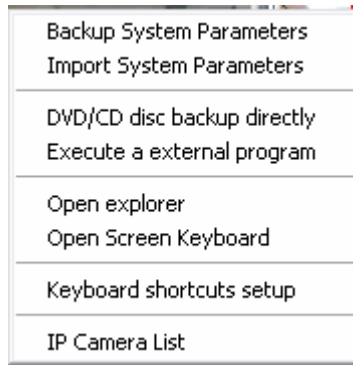 Backup System Parameters
Import System Parameters
DVD/CD disc backup directly
Execute a external program
Open explorer
Open Screen Keyboard
Keyboard shortcuts setup
IP Camera List